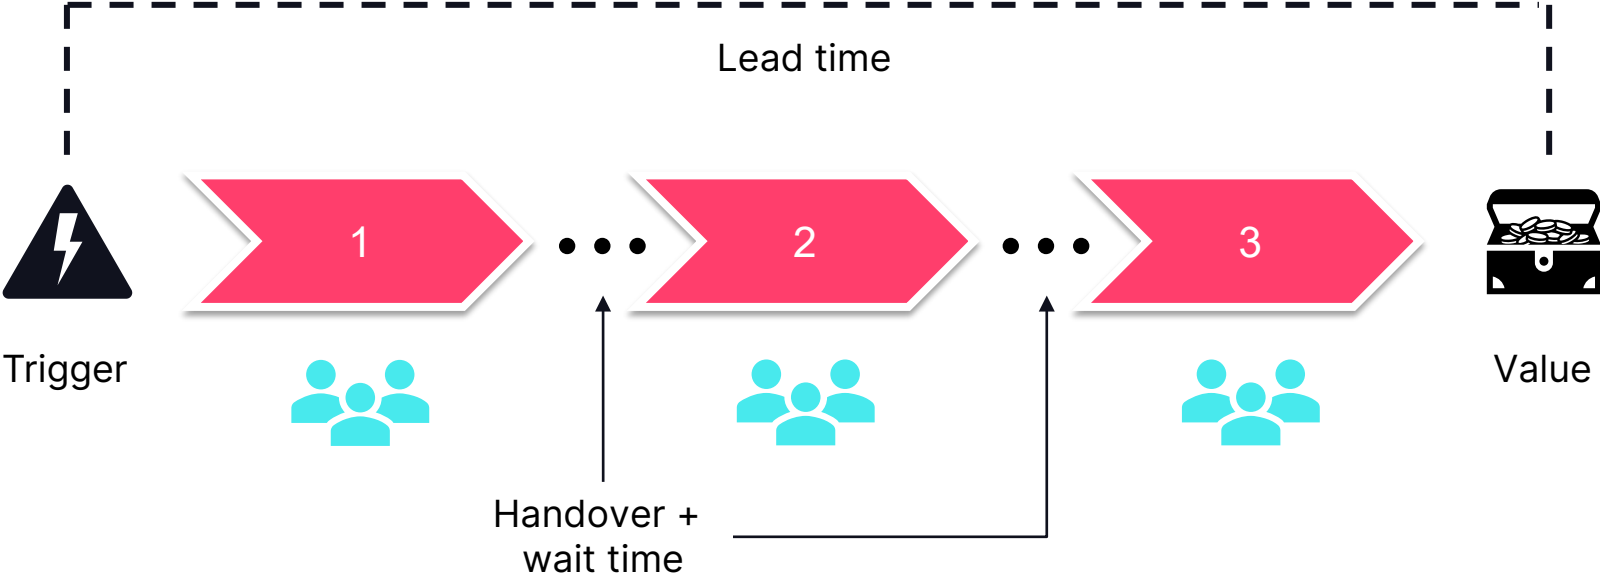 Lead time
1
2
3
Trigger
Value
Handover +
wait time